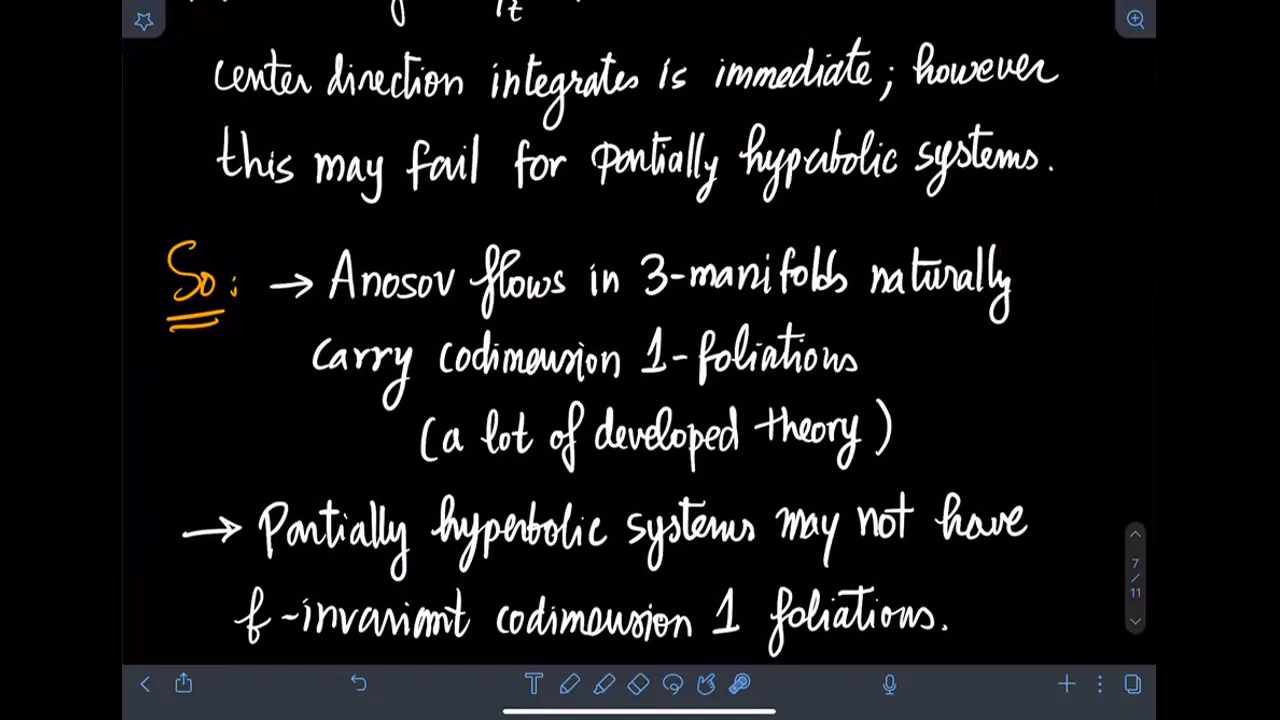 center direction integrates is immediate; however
this may fail for partially hyperbolic systems.
So: → Anosov flows in 3-manifolds naturally
carry codimension 1-foliations
(a lot of developed theory)
→ Partially hyperbolic systems may not have
f-invariant codimension 1 foliations.
7
/
11
T